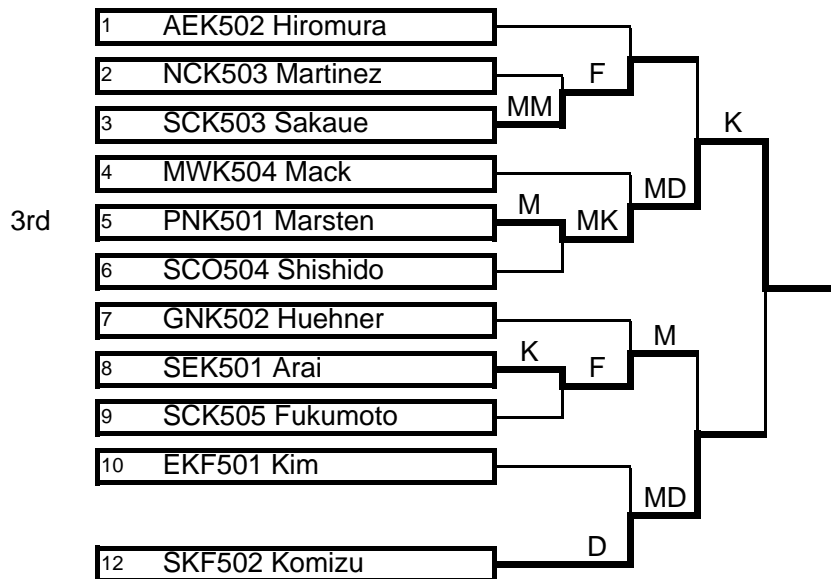 1 AEK502 Hiromura
2 NCK503 Martinez
F
3 SCK503 Sakaue
MM
K
4 MWK504 Mack
MD
3rd
5 PNK501 Marsten
M
MK
6 SCO504 Shishido
7 GNK502 Huehner
M
8 SEK501 Arai
K
F
9 SCK505 Fukumoto
10 EKF501 Kim
MD
12 SKF502 Komizu
D